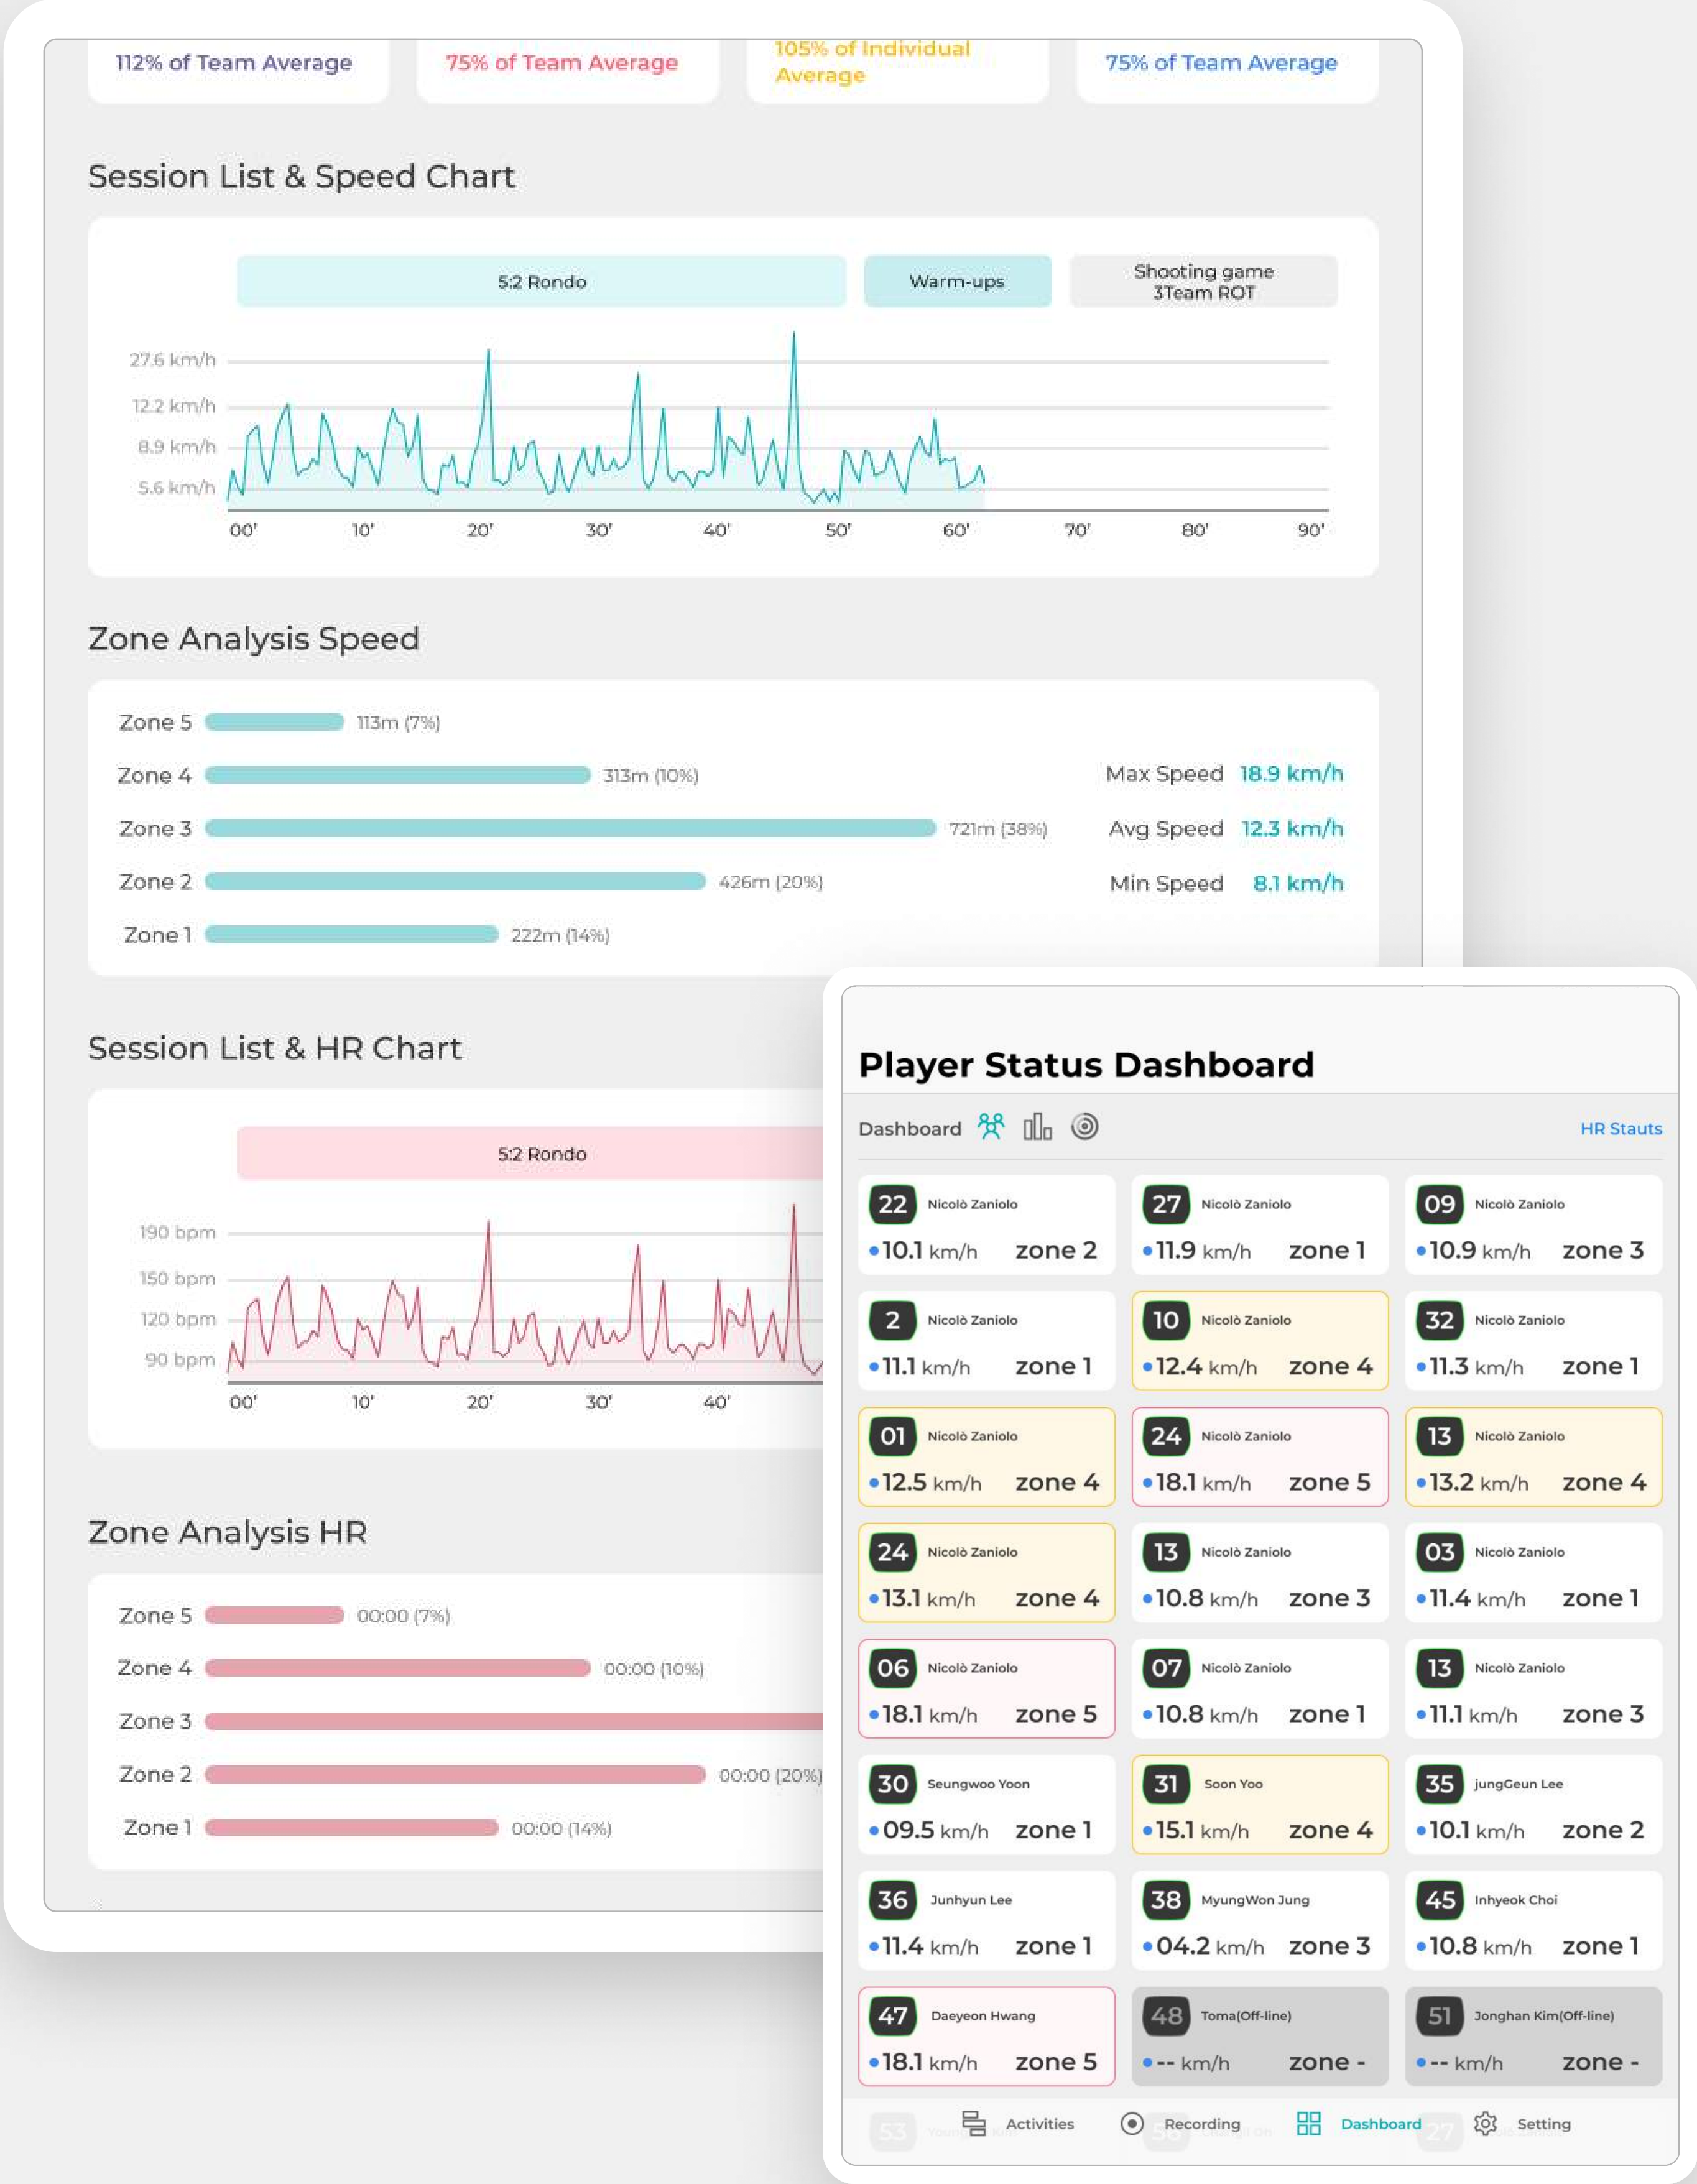 112% of Team Average
75% of Team Average
105% of Individual
Average
75% of Team Average
Session List & Speed Chart
5:2 Rondo
Warm-ups
Shooting game
3Team ROT
27.6 km/h
12.2 km/h
8.9 km/h
5.6 km/h
00' 10' 20' 30' 40' 50' 60' 70' 80' 90'
Zone Analysis Speed
Zone 5 113m (7%)
Zone 4 313m (10%)
Zone 3 721m (38%)
Zone 2 426m (20%)
Zone 1 222m (14%)
Max Speed 18.9 km/h
Avg Speed 12.3 km/h
Min Speed 8.1 km/h
Session List & HR Chart
5:2 Rondo
190 bpm
150 bpm
120 bpm
90 bpm
00' 10' 20' 30' 40'
Zone Analysis HR
Zone 5 00:00 (7%)
Zone 4 00:00 (10%)
Zone 3
Zone 2 00:00 (20%)
Zone 1 00:00 (14%)
Player Status Dashboard
Dashboard
HR Stauts
22 Nicolò Zaniolo
10.1 km/h zone 2
27 Nicolò Zaniolo
11.9 km/h zone 1
09 Nicolò Zaniolo
10.9 km/h zone 3
2 Nicolò Zaniolo
11.1 km/h zone 1
10 Nicolò Zaniolo
12.4 km/h zone 4
32 Nicolò Zaniolo
11.3 km/h zone 1
01 Nicolò Zaniolo
12.5 km/h zone 4
24 Nicolò Zaniolo
18.1 km/h zone 5
13 Nicolò Zaniolo
13.2 km/h zone 4
24 Nicolò Zaniolo
13.1 km/h zone 4
13 Nicolò Zaniolo
10.8 km/h zone 3
03 Nicolò Zaniolo
11.4 km/h zone 1
06 Nicolò Zaniolo
18.1 km/h zone 5
07 Nicolò Zaniolo
10.8 km/h zone 1
13 Nicolò Zaniolo
11.1 km/h zone 3
30 Seungwoo Yoon
09.5 km/h zone 1
31 Soon Yoo
15.1 km/h zone 4
35 jungGeun Lee
10.1 km/h zone 2
36 Junhyun Lee
11.4 km/h zone 1
38 MyungWon Jung
04.2 km/h zone 3
45 Inhyeok Choi
10.8 km/h zone 1
47 Daeyeon Hwang
18.1 km/h zone 5
48 Toma(Off-line)
-- km/h zone -
51 Jonghan Kim(Off-line)
-- km/h zone -
53
27
Activities
Recording
Dashboard
Setting